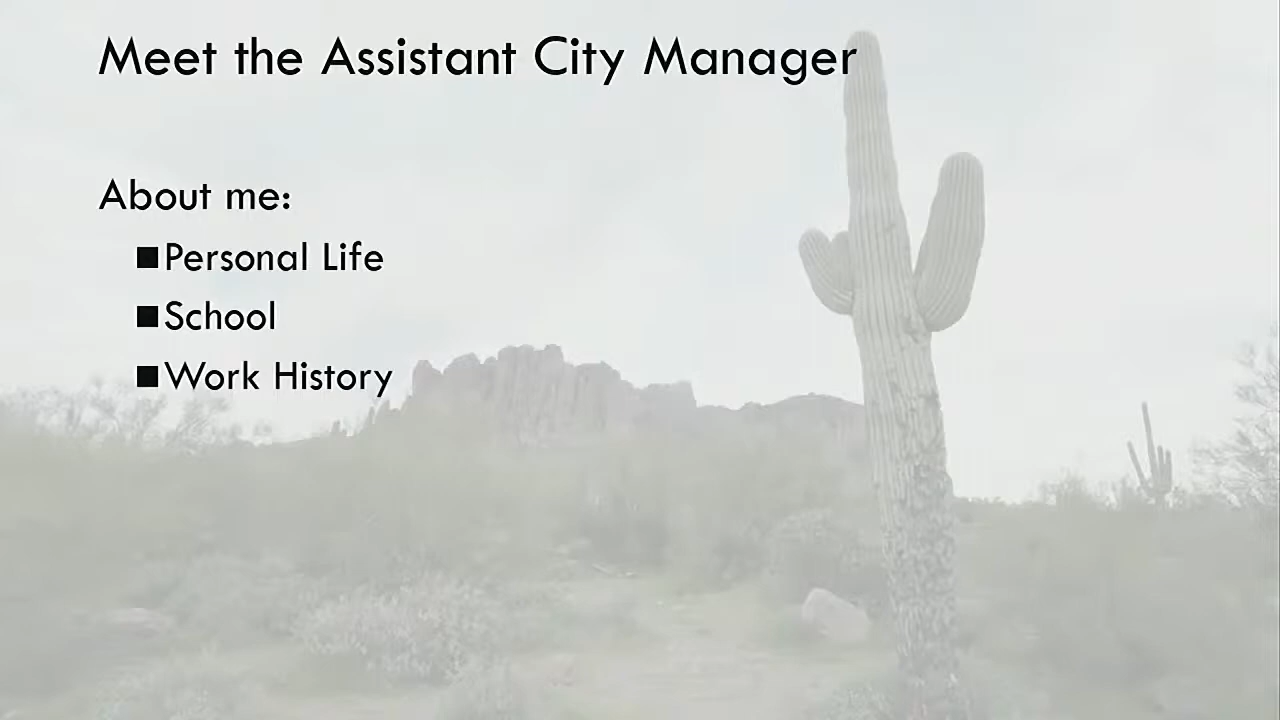 Meet the Assistant City Manager
About me:
■Personal Life
■School
■Work History